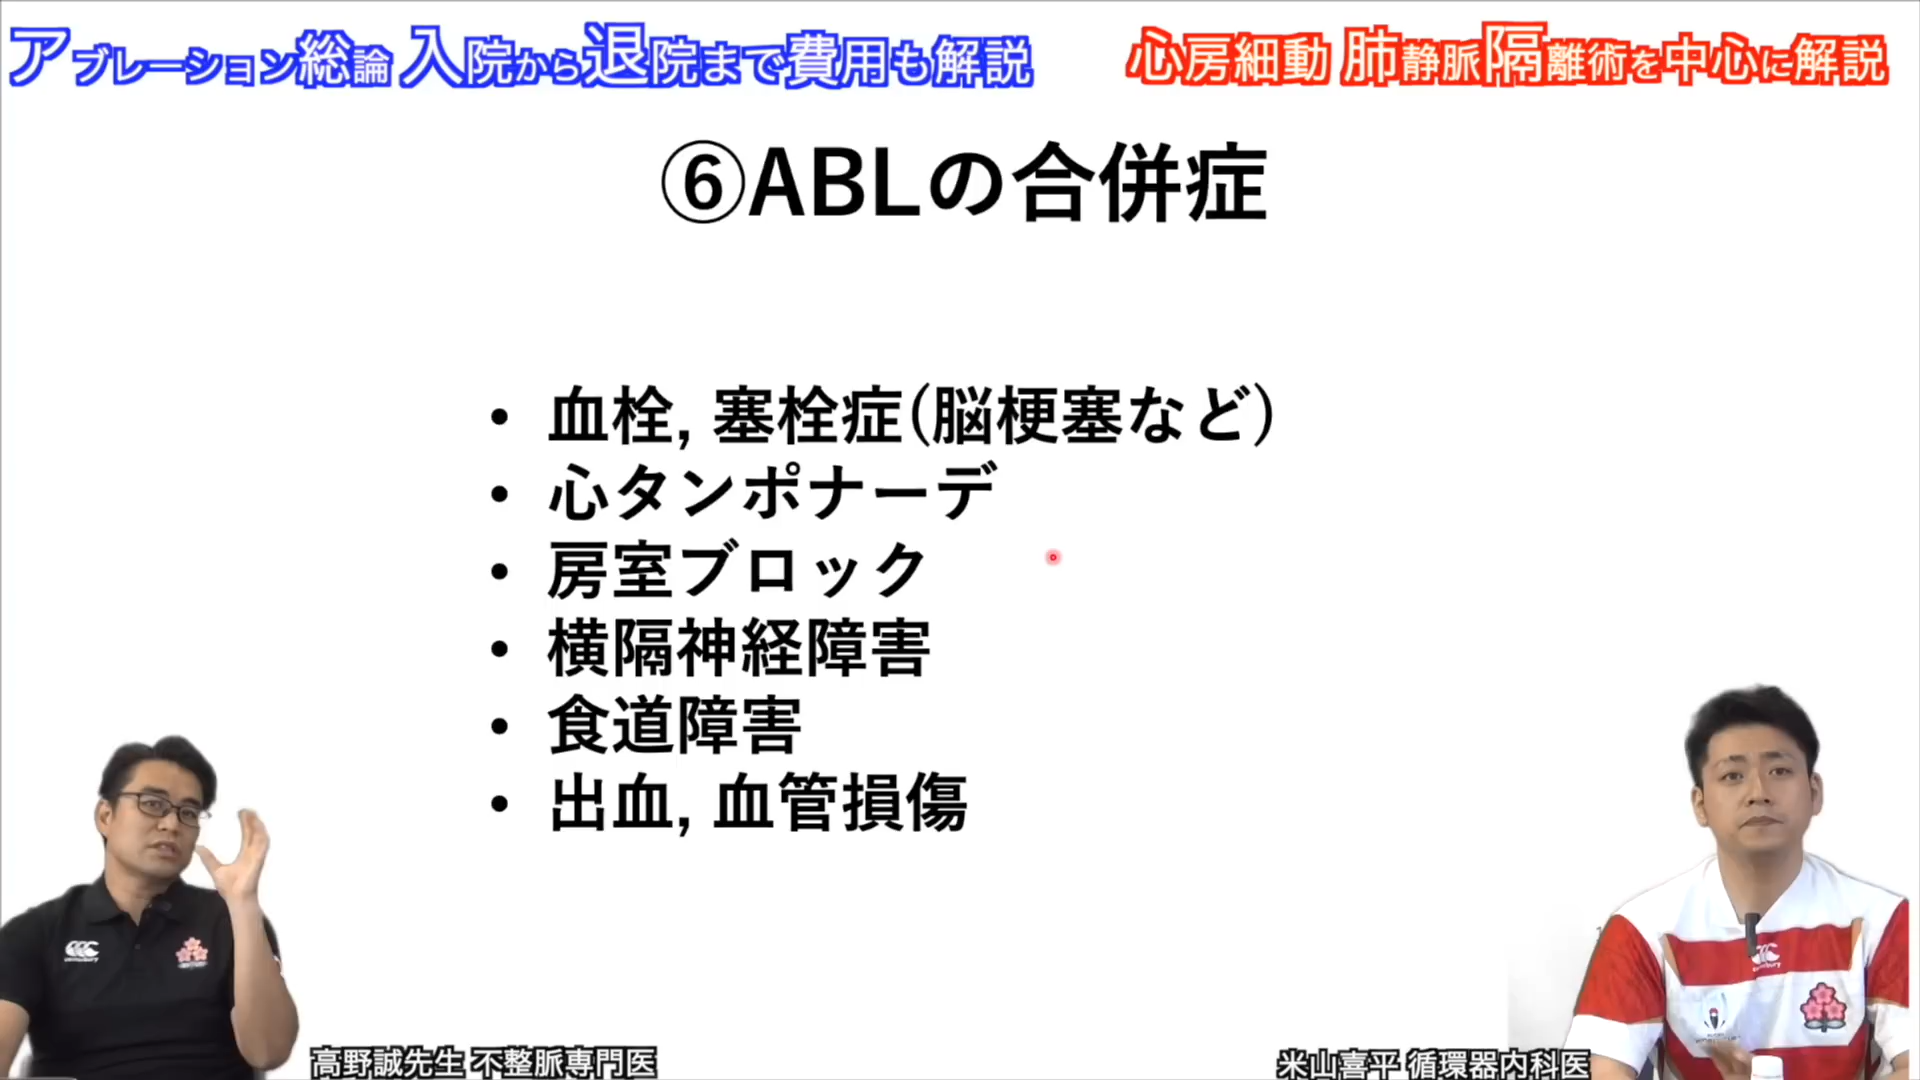 アブレーション総論 入院から退院まで費用も解説
心房細動 肺静脈隔離術を中心に解説
⑥ABLの合併症
• 血栓, 塞栓症(脳梗塞など)
• 心タンポナーデ
• 房室ブロック
• 横隔神経障害
• 食道障害
• 出血, 血管損傷
高野誠先生 不整脈専門医
米山喜平 循環器内科医